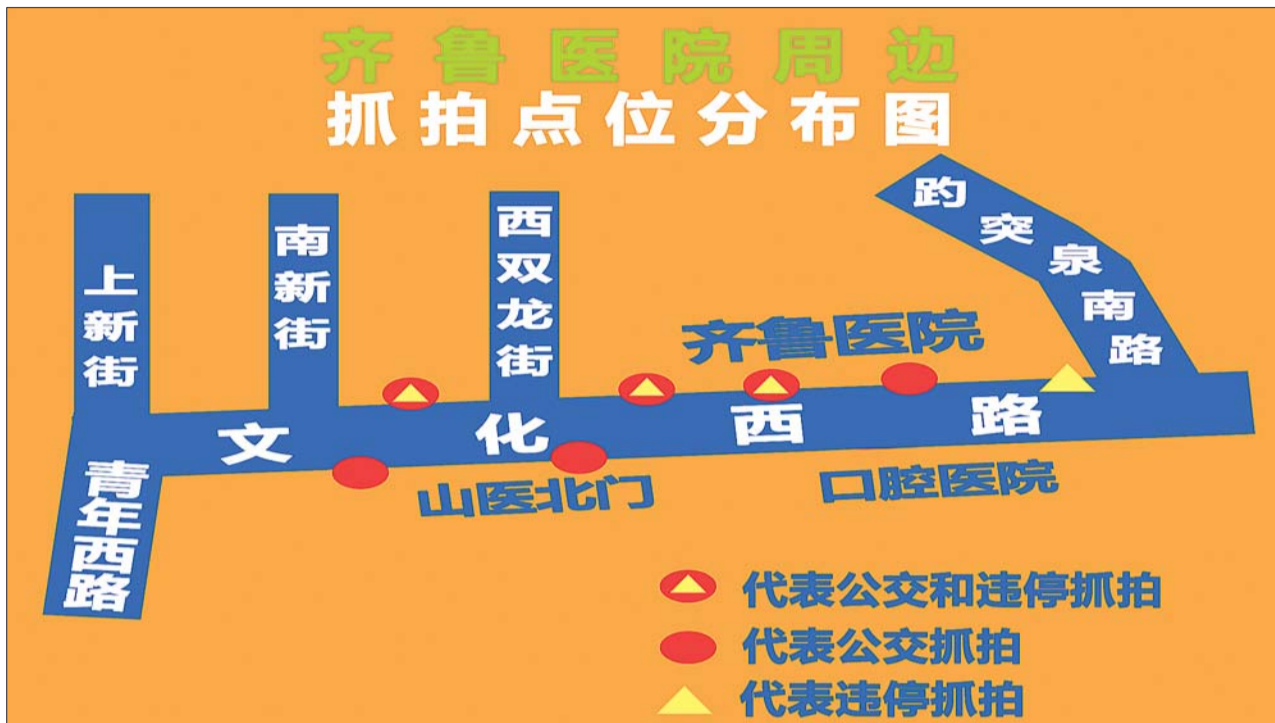 齐鲁医院周边
抓拍点位分布图
趵突泉南路
西双龙街
南新街
上新街
齐鲁医院
文化西路
青年西路
山医北门
口腔医院
代表公交和违停抓拍
代表公交抓拍
代表违停抓拍